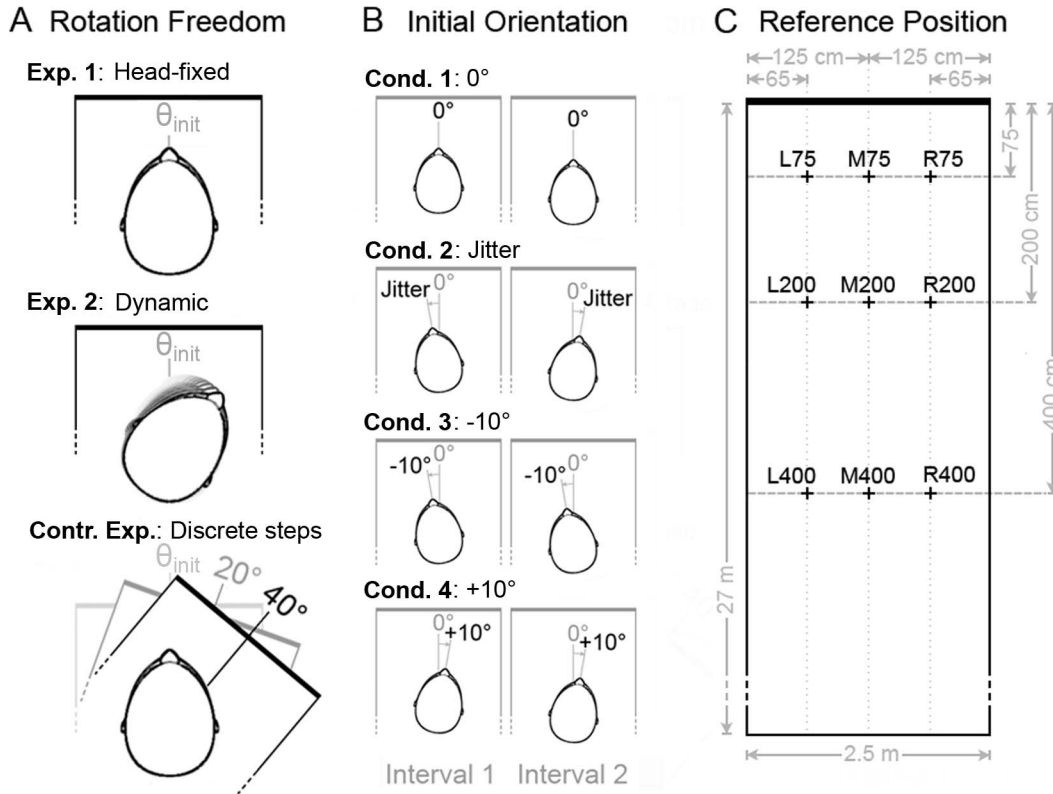 A Rotation Freedom
Exp. 1: Head-fixed
θinit
Exp. 2: Dynamic
θinit
Contr. Exp.: Discrete steps
θinit
20°
40°
B Initial Orientation
Cond. 1: 0°
0°
0°
Cond. 2: Jitter
Jitter
0°
0°
Jitter
Cond. 3: -10°
-10°
0°
-10°
0°
Cond. 4: +10°
0°
+10°
0°
+10°
Interval 1
Interval 2
C Reference Position
125 cm
125 cm
65
65
75
L75 M75 R75
200 cm
L200 M200 R200
400 cm
L400 M400 R400
27 m
2.5 m